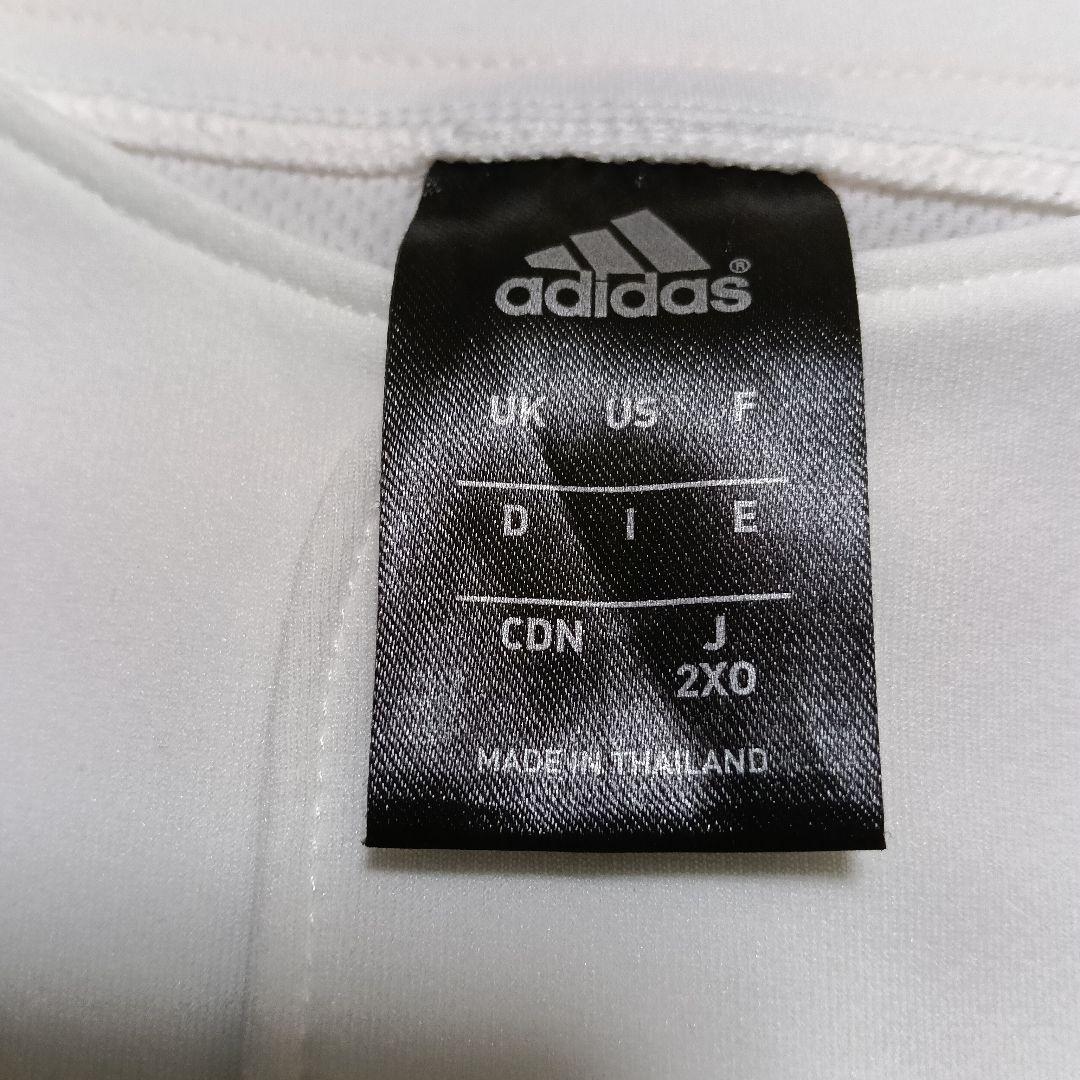 adidas®
UK US F
D I E
CDN J
2XO
MADE IN THAILAND